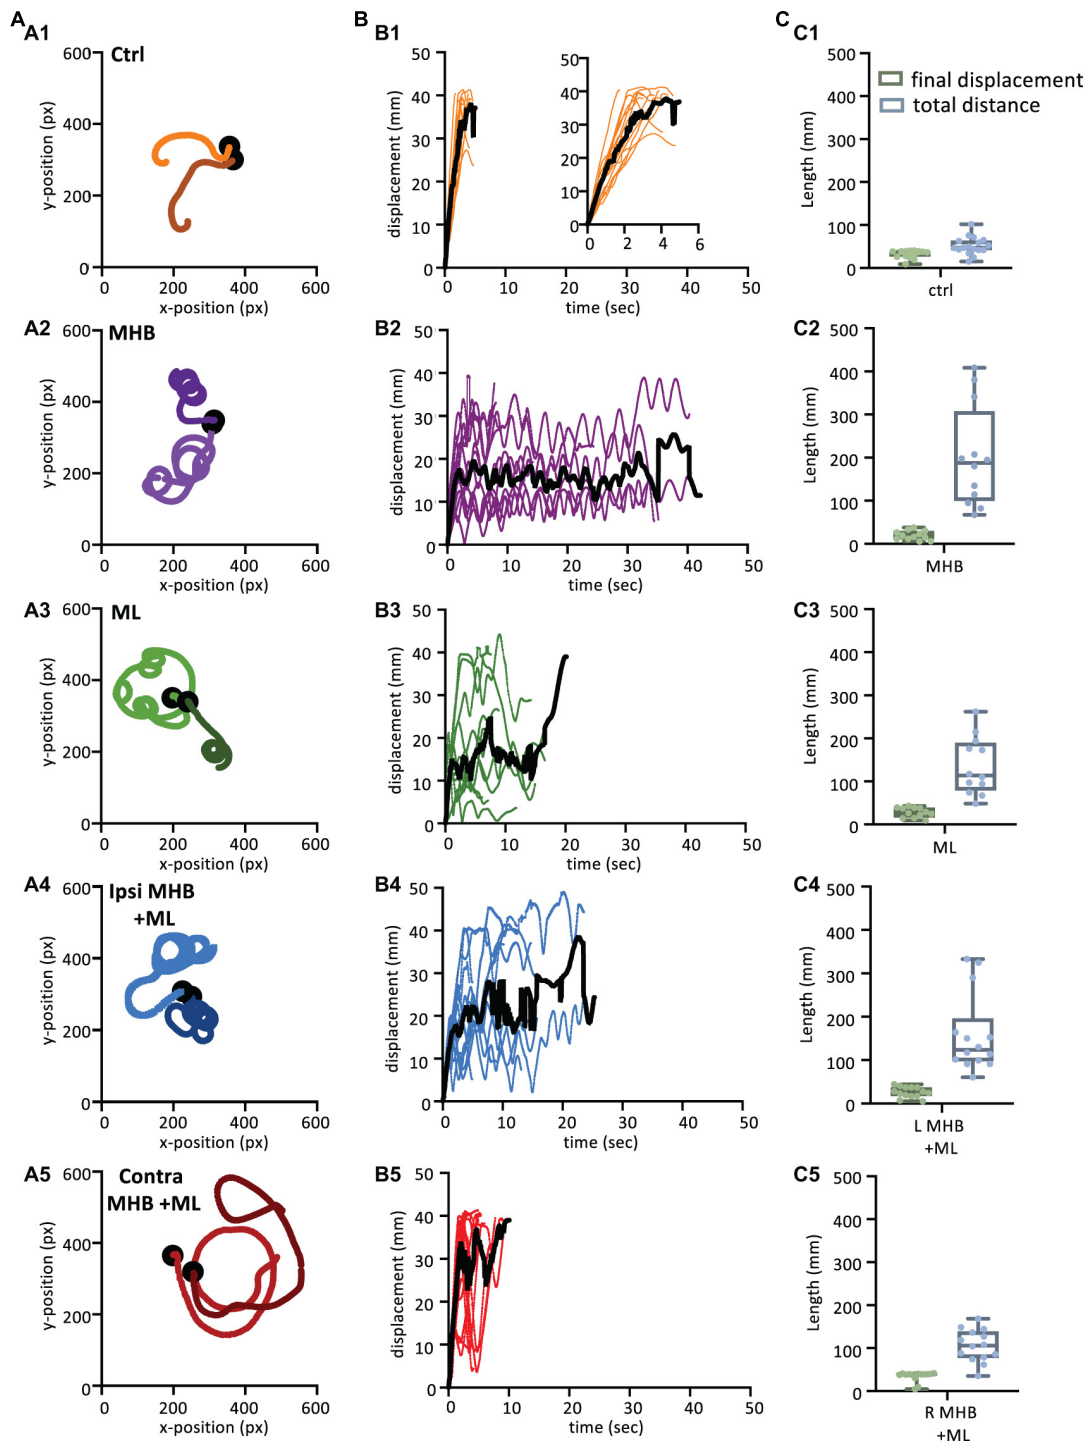 A
B
C
A1
B1
C1
Ctrl
600
400
200
0
0 200 400 600
y-position (px)
x-position (px)
50
40
30
20
10
0
0 10 20 30 40 50
displacement (mm)
time (sec)
50
40
30
20
10
0
0 2 4 6
500
400
300
200
100
0
Length (mm)
final displacement
total distance
ctrl
A2
B2
C2
MHB
600
400
200
0
0 200 400 600
y-position (px)
x-position (px)
50
40
30
20
10
0
0 10 20 30 40 50
displacement (mm)
time (sec)
500
400
300
200
100
0
Length (mm)
MHB
A3
B3
C3
ML
600
400
200
0
0 200 400 600
y-position (px)
x-position (px)
50
40
30
20
10
0
0 10 20 30 40 50
displacement (mm)
time (sec)
500
400
300
200
100
0
Length (mm)
ML
A4
B4
C4
Ipsi MHB
+ML
600
400
200
0
0 200 400 600
y-position (px)
x-position (px)
50
40
30
20
10
0
0 10 20 30 40 50
displacement (mm)
time (sec)
500
400
300
200
100
0
Length (mm)
L MHB
+ML
A5
B5
C5
Contra
MHB +ML
600
400
200
0
0 200 400 600
y-position (px)
x-position (px)
50
40
30
20
10
0
0 10 20 30 40 50
displacement (mm)
time (sec)
500
400
300
200
100
0
Length (mm)
R MHB
+ML